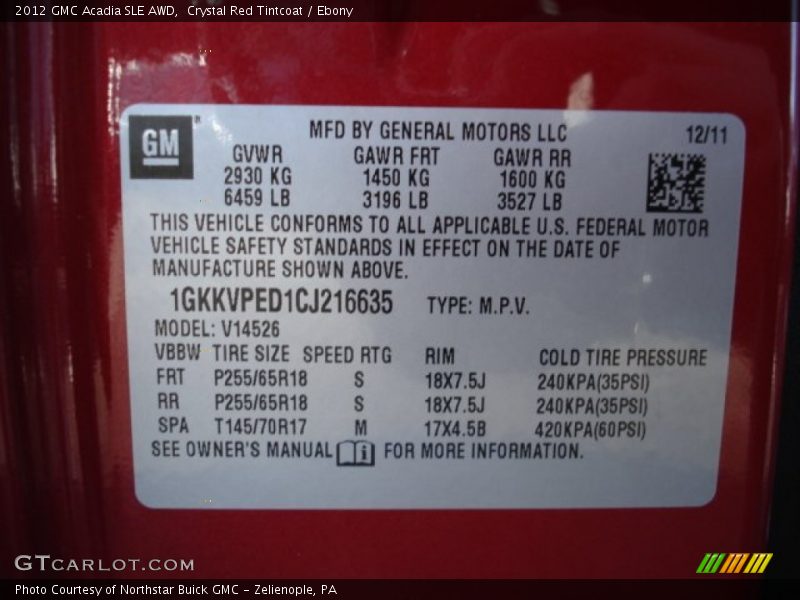 2012 GMC Acadia SLE AWD,  Crystal Red Tintcoat / Ebony
GM
MFD BY GENERAL MOTORS LLC 12/11
GVWR GAWR FRT GAWR RR
2930 KG 1450 KG 1600 KG
6459 LB 3196 LB 3527 LB
THIS VEHICLE CONFORMS TO ALL APPLICABLE U.S. FEDERAL MOTOR
VEHICLE SAFETY STANDARDS IN EFFECT ON THE DATE OF
MANUFACTURE SHOWN ABOVE.
1GKKVPED1CJ216635 TYPE: M.P.V.
MODEL: V14526
VBBW TIRE SIZE SPEED RTG RIM COLD TIRE PRESSURE
FRT P255/65R18 S 18X7.5J 240KPA(35PSI)
RR P255/65R18 S 18X7.5J 240KPA(35PSI)
SPA T145/70R17 M 17X4.5B 420KPA(60PSI)
SEE OWNER'S MANUAL i FOR MORE INFORMATION.
GTCARLOT.COM
Photo Courtesy of Northstar Buick GMC - Zelienople, PA